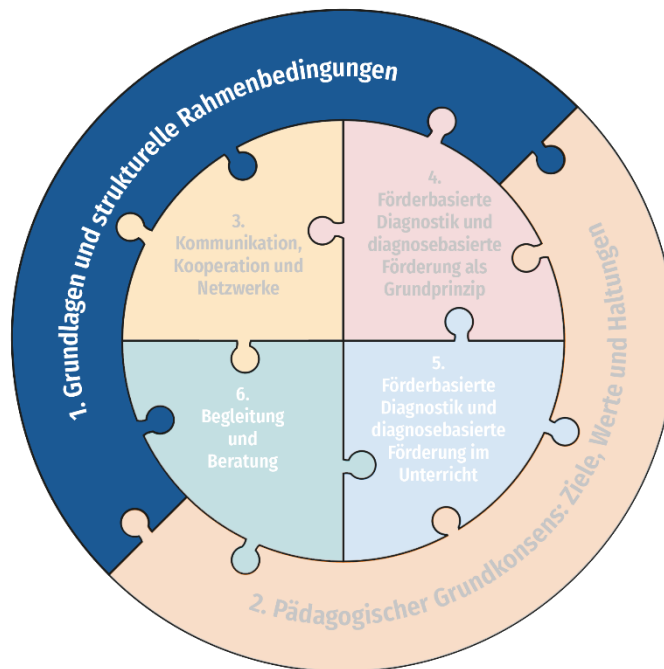 1. Grundlagen und strukturelle Rahmenbedingungen
2. Pädagogischer Grundkonsens: Ziele, Werte und Haltungen
3.
Kommunikation,
Kooperation und
Netzwerke
4.
Förderbasierte
Diagnostik und
diagnosebasierte
Förderung als
Grundprinzip
5.
Förderbasierte
Diagnostik und
diagnosebasierte
Förderung im
Unterricht
6.
Begleitung
und
Beratung